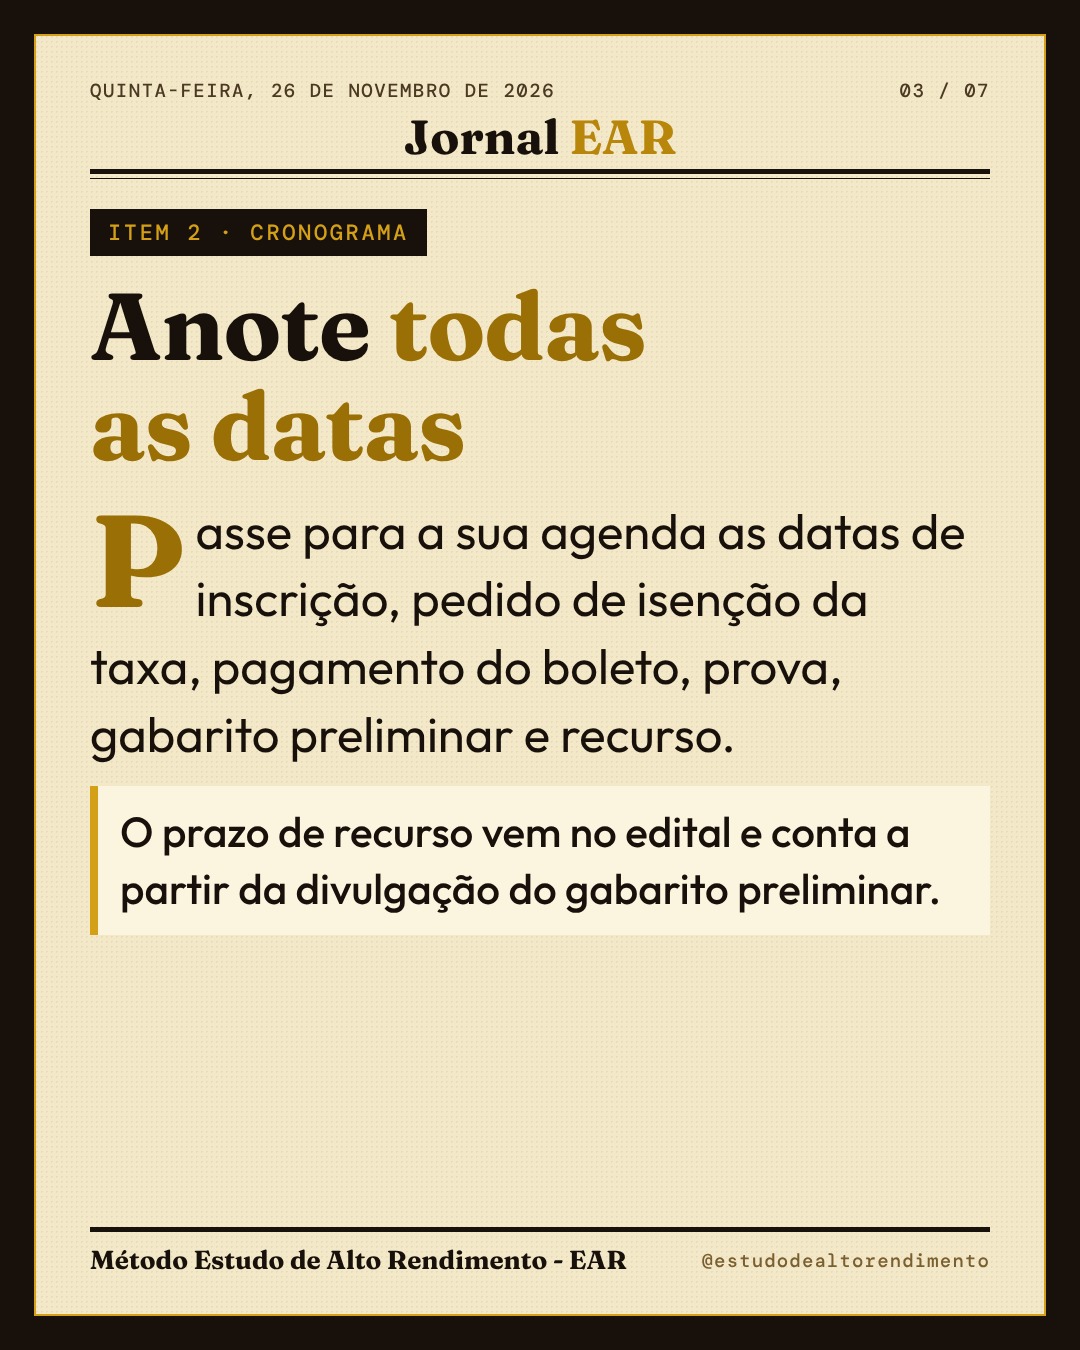 QUINTA-FEIRA, 26 DE NOVEMBRO DE 2026
03 / 07
Jornal EAR
ITEM 2 · CRONOGRAMA
Anote todas
as datas
Passe para a sua agenda as datas de
inscrição, pedido de isenção da
taxa, pagamento do boleto, prova,
gabarito preliminar e recurso.
O prazo de recurso vem no edital e conta a
partir da divulgação do gabarito preliminar.
Método Estudo de Alto Rendimento - EAR
@estudodealtorendimento